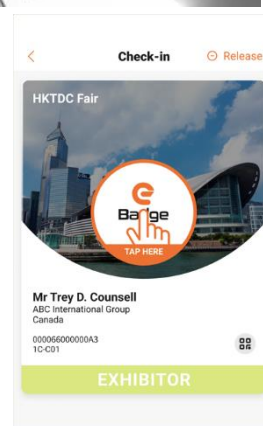 Check-in
Release
HKTDC Fair
e
Badge
TAP HERE
Mr Trey D. Counsell
ABC International Group
Canada
000066000000A3
1C-C01
EXHIBITOR